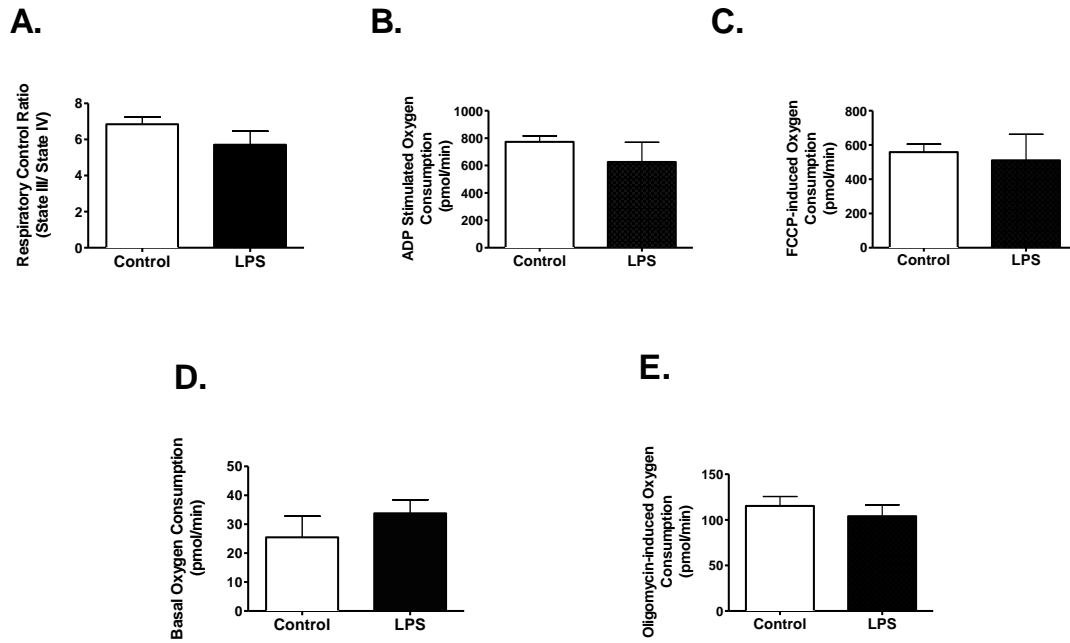 A.
Respiratory Control Ratio
(State III/ State IV)
8
6
4
2
0
Control
LPS
B.
ADP Stimulated Oxygen
Consumption
(pmol/min)
1000
800
600
400
200
0
Control
LPS
C.
FCCP-induced Oxygen
Consumption
(pmol/min)
800
600
400
200
0
Control
LPS
D.
Basal Oxygen Consumption
(pmol/min)
50
40
30
20
10
0
Control
LPS
E.
Oligomycin-induced Oxygen
Consumption
(pmol/min)
150
100
50
0
Control
LPS